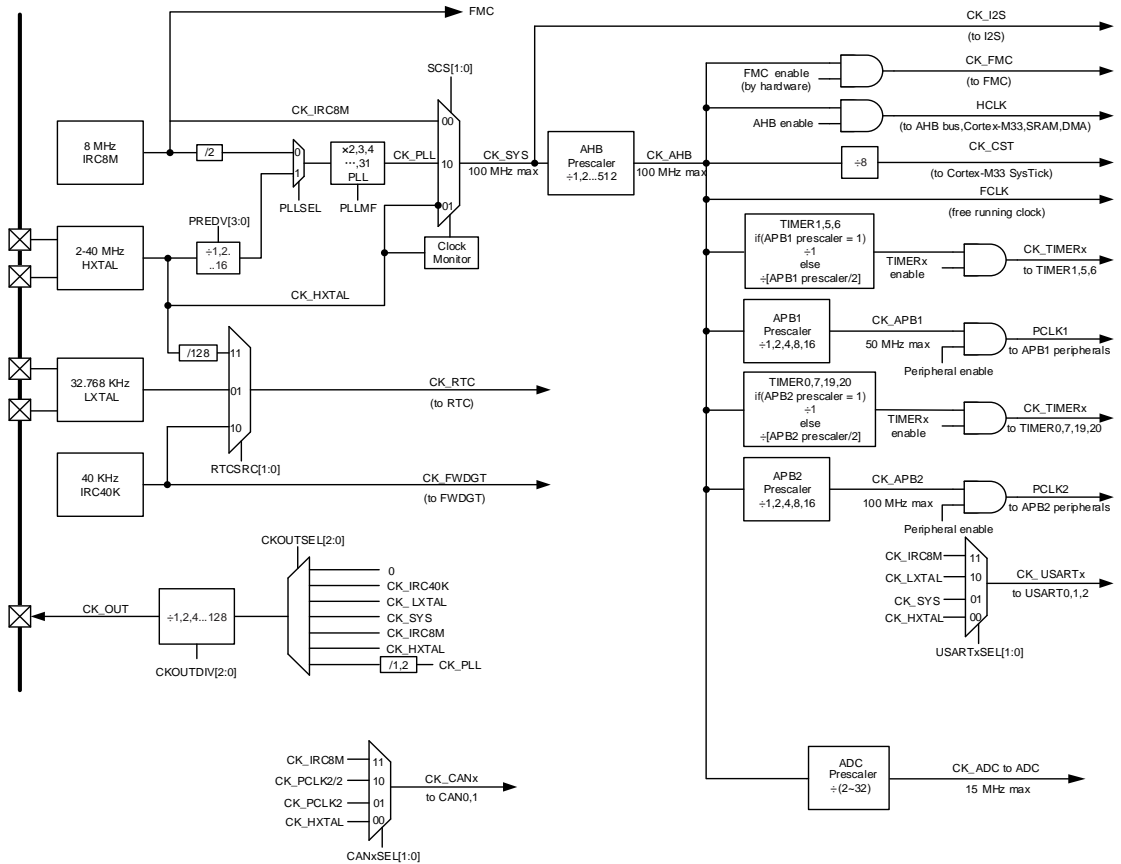 FMC
CK_I2S
(to I2S)
SCS[1:0]
CK_FMC
(to FMC)
FMC enable
(by hardware)
CK_IRC8M
00
HCLK
(to AHB bus,Cortex-M33,SRAM,DMA)
AHB enable
8 MHz
IRC8M
/2
0
1
×2,3,4
…,31
PLL
CK_PLL
10
CK_SYS
100 MHz max
AHB
Prescaler
÷1,2...512
CK_AHB
100 MHz max
÷8
CK_CST
(to Cortex-M33 SysTick)
PLLSEL
PLLMF
01
FCLK
(free running clock)
PREDV[3:0]
2-40 MHz
HXTAL
÷1,2.
..16
Clock
Monitor
TIMER1,5,6
if(APB1 prescaler = 1)
÷1
else
÷[APB1 prescaler/2]
TIMERx
enable
CK_TIMERx
to TIMER1,5,6
CK_HXTAL
APB1
Prescaler
÷1,2,4,8,16
CK_APB1
50 MHz max
PCLK1
to APB1 peripherals
Peripheral enable
/128
11
32.768 KHz
LXTAL
01
CK_RTC
(to RTC)
10
RTCSRC[1:0]
TIMER0,7,19,20
if(APB2 prescaler = 1)
÷1
else
÷[APB2 prescaler/2]
TIMERx
enable
CK_TIMERx
to TIMER0,7,19,20
40 KHz
IRC40K
CK_FWDGT
(to FWDGT)
APB2
Prescaler
÷1,2,4,8,16
CK_APB2
100 MHz max
PCLK2
to APB2 peripherals
Peripheral enable
CKOUTSEL[2:0]
0
CK_IRC40K
CK_LXTAL
CK_SYS
CK_IRC8M
CK_HXTAL
/1,2
CK_PLL
CK_OUT
÷1,2,4...128
CKOUTDIV[2:0]
CK_IRC8M
11
CK_LXTAL
10
CK_SYS
01
CK_HXTAL
00
CK_USARTx
to USART0,1,2
USARTxSEL[1:0]
CK_IRC8M
11
CK_PCLK2/2
10
CK_PCLK2
01
CK_HXTAL
00
CK_CANx
to CAN0,1
CANxSEL[1:0]
ADC
Prescaler
÷(2~32)
CK_ADC to ADC
15 MHz max